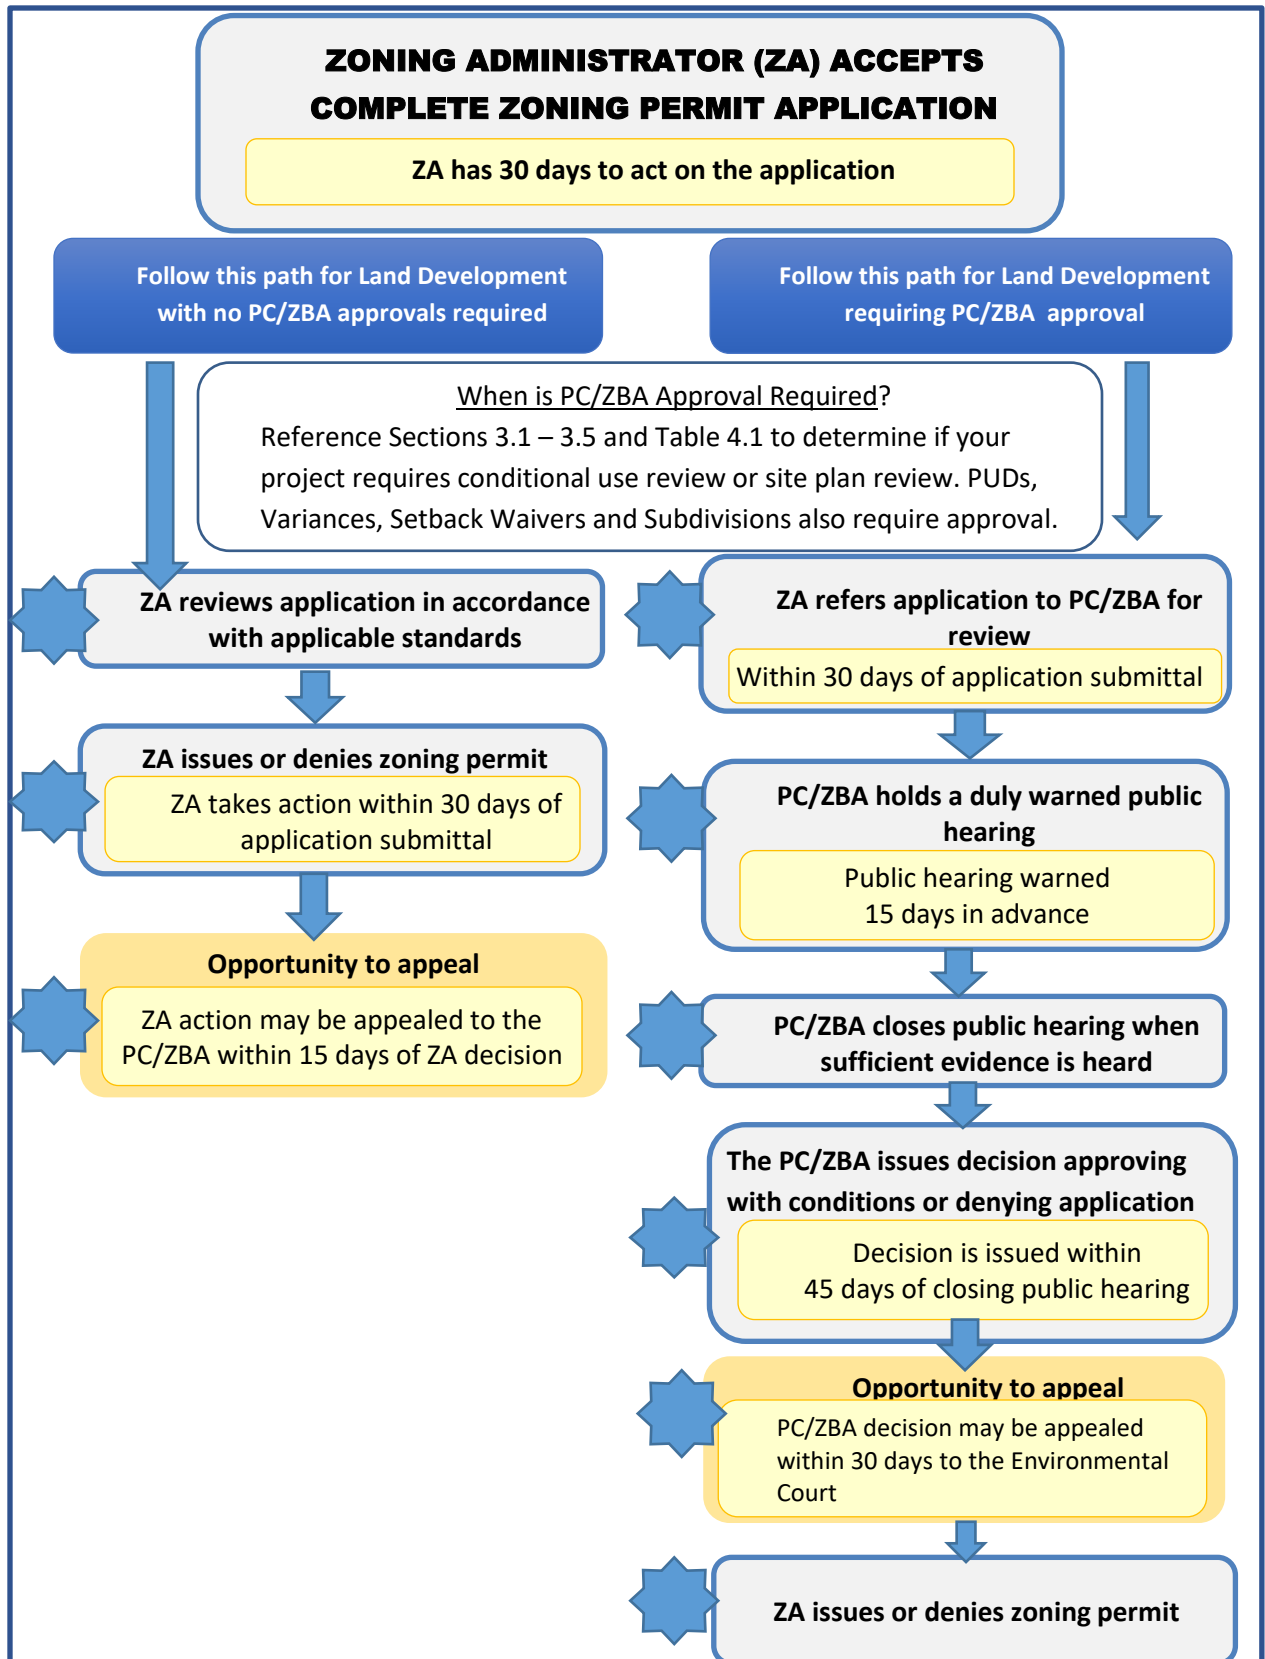 ZONING ADMINISTRATOR (ZA) ACCEPTS
COMPLETE ZONING PERMIT APPLICATION
ZA has 30 days to act on the application
Follow this path for Land Development
with no PC/ZBA approvals required
Follow this path for Land Development
requiring PC/ZBA approval
When is PC/ZBA Approval Required?
Reference Sections 3.1 – 3.5 and Table 4.1 to determine if your
project requires conditional use review or site plan review. PUDs,
Variances, Setback Waivers and Subdivisions also require approval.
ZA reviews application in accordance
with applicable standards
ZA issues or denies zoning permit
ZA takes action within 30 days of
application submittal
Opportunity to appeal
ZA action may be appealed to the
PC/ZBA within 15 days of ZA decision
ZA refers application to PC/ZBA for
review
Within 30 days of application submittal
PC/ZBA holds a duly warned public
hearing
Public hearing warned
15 days in advance
PC/ZBA closes public hearing when
sufficient evidence is heard
The PC/ZBA issues decision approving
with conditions or denying application
Decision is issued within
45 days of closing public hearing
Opportunity to appeal
PC/ZBA decision may be appealed
within 30 days to the Environmental
Court
ZA issues or denies zoning permit